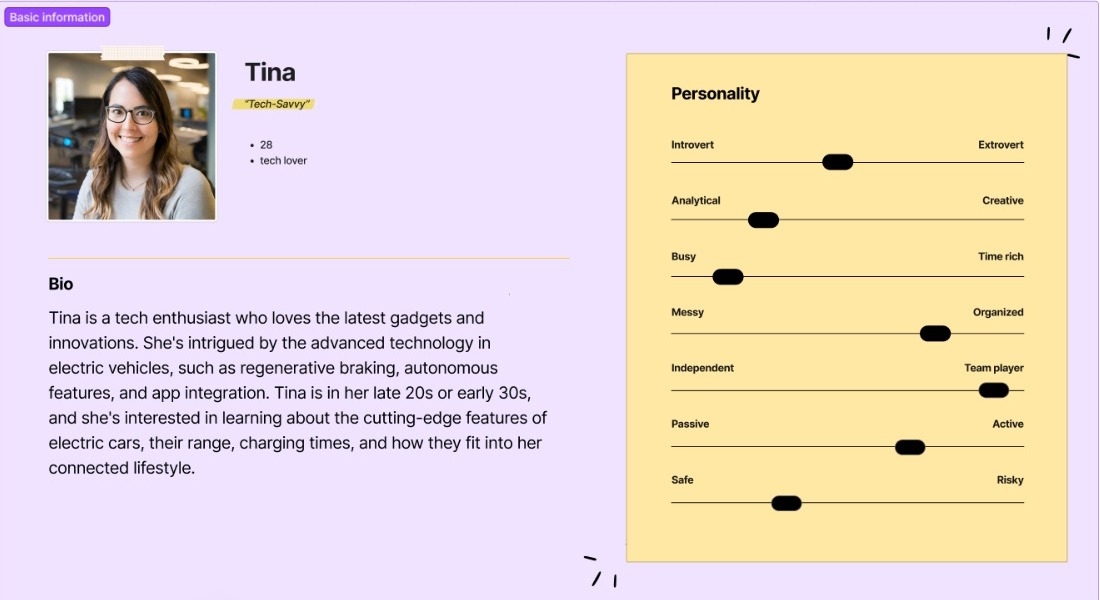 Basic information
Tina
"Tech-Savvy"
• 28
• tech lover
Bio
Tina is a tech enthusiast who loves the latest gadgets and
innovations. She's intrigued by the advanced technology in
electric vehicles, such as regenerative braking, autonomous
features, and app integration. Tina is in her late 20s or early 30s,
and she's interested in learning about the cutting-edge features of
electric cars, their range, charging times, and how they fit into her
connected lifestyle.
Personality
Introvert Extrovert
Analytical Creative
Busy Time rich
Messy Organized
Independent Team player
Passive Active
Safe Risky